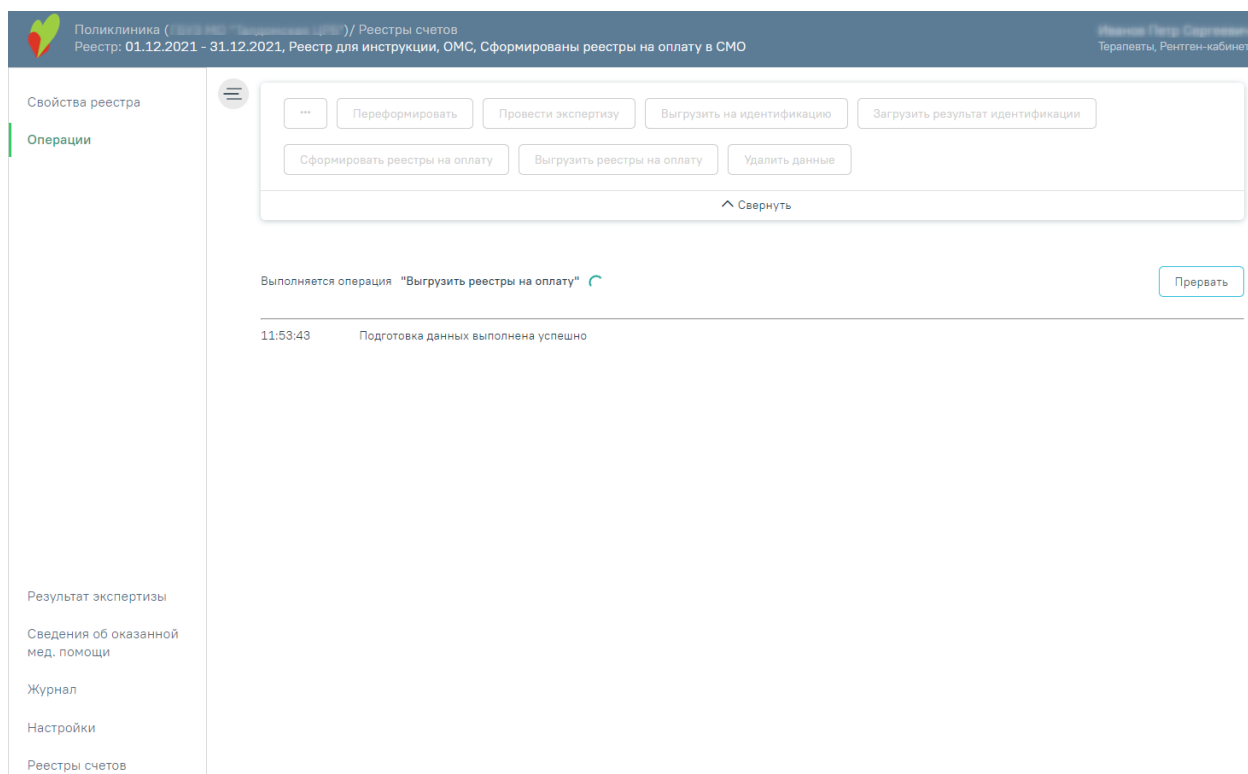 Поликлиника ( )/ Реестры счетов
Реестр: 01.12.2021 - 31.12.2021, Реестр для инструкции, ОМС, Сформированы реестры на оплату в СМО
Терапевты, Рентген-кабинет
Свойства реестра
Операции
... Переформировать Провести экспертизу Выгрузить на идентификацию Загрузить результат идентификации
Сформировать реестры на оплату Выгрузить реестры на оплату Удалить данные
Свернуть
Выполняется операция "Выгрузить реестры на оплату" Прервать
11:53:43 Подготовка данных выполнена успешно
Результат экспертизы
Сведения об оказанной
мед. помощи
Журнал
Настройки
Реестры счетов